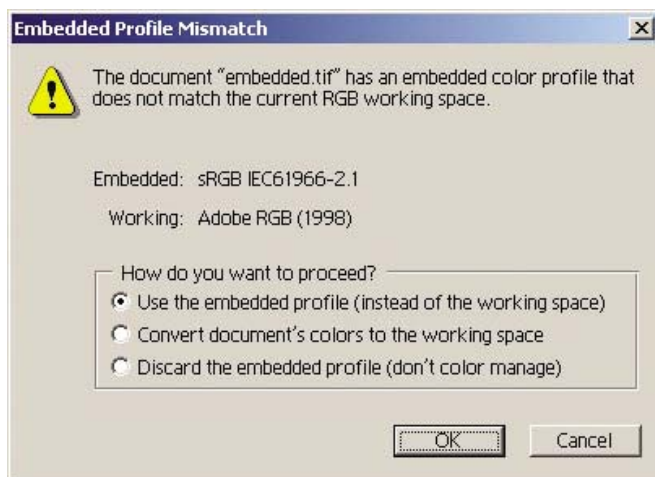 Embedded Profile Mismatch
The document “embedded.tif” has an embedded color profile that
does not match the current RGB working space.
Embedded: sRGB IEC61966-2.1
Working: Adobe RGB (1998)
How do you want to proceed?
Use the embedded profile (instead of the working space)
Convert document's colors to the working space
Discard the embedded profile (don't color manage)
OK Cancel